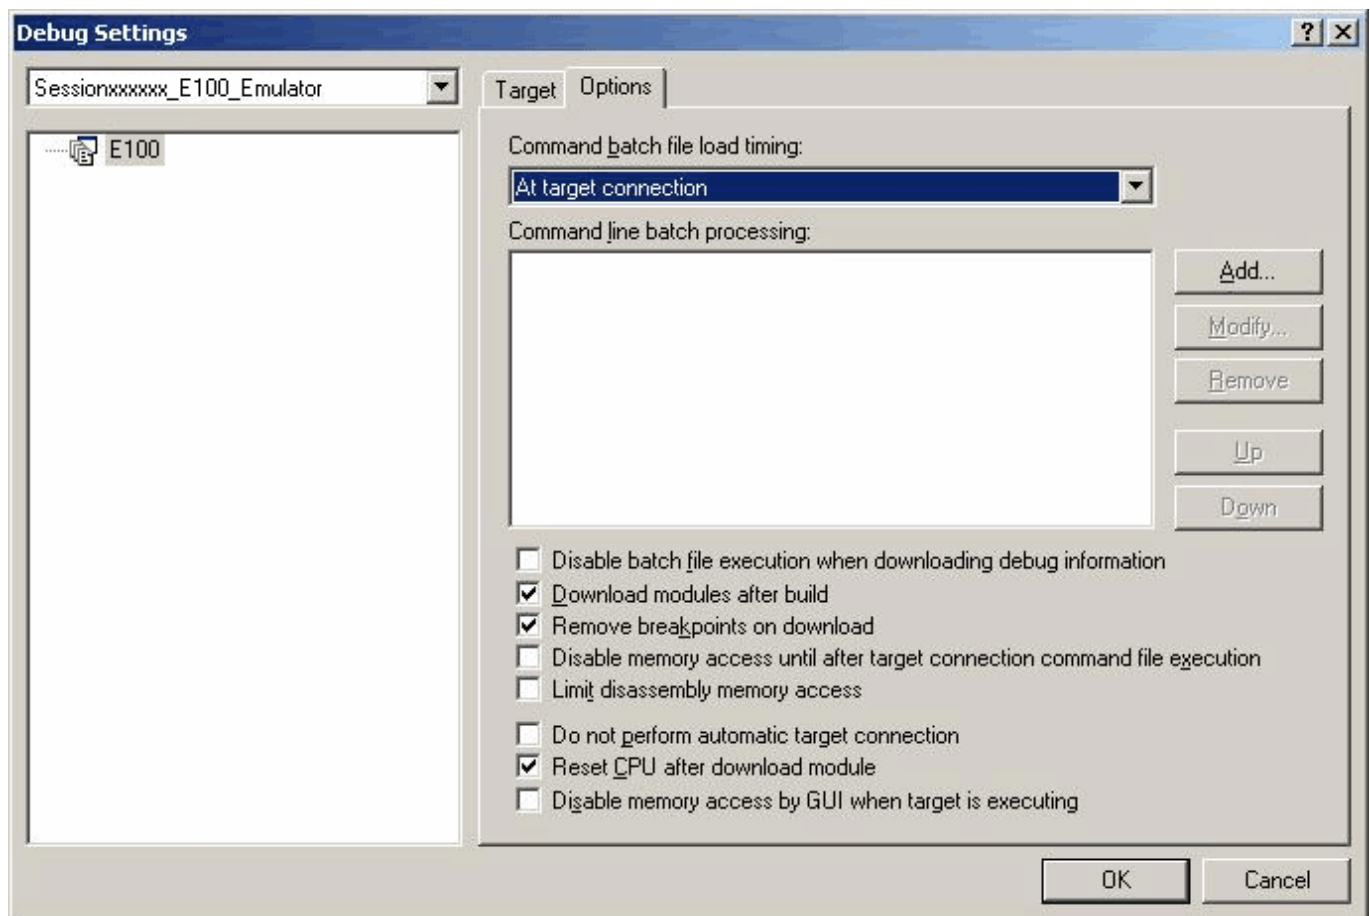 Debug Settings
Sessionxxxxxx_E100_Emulator
E100
Target
Options
Command batch file load timing:
At target connection
Command line batch processing:
Add...
Modify...
Remove
Up
Down
Disable batch file execution when downloading debug information
Download modules after build
Remove breakpoints on download
Disable memory access until after target connection command file execution
Limit disassembly memory access
Do not perform automatic target connection
Reset CPU after download module
Disable memory access by GUI when target is executing
OK
Cancel